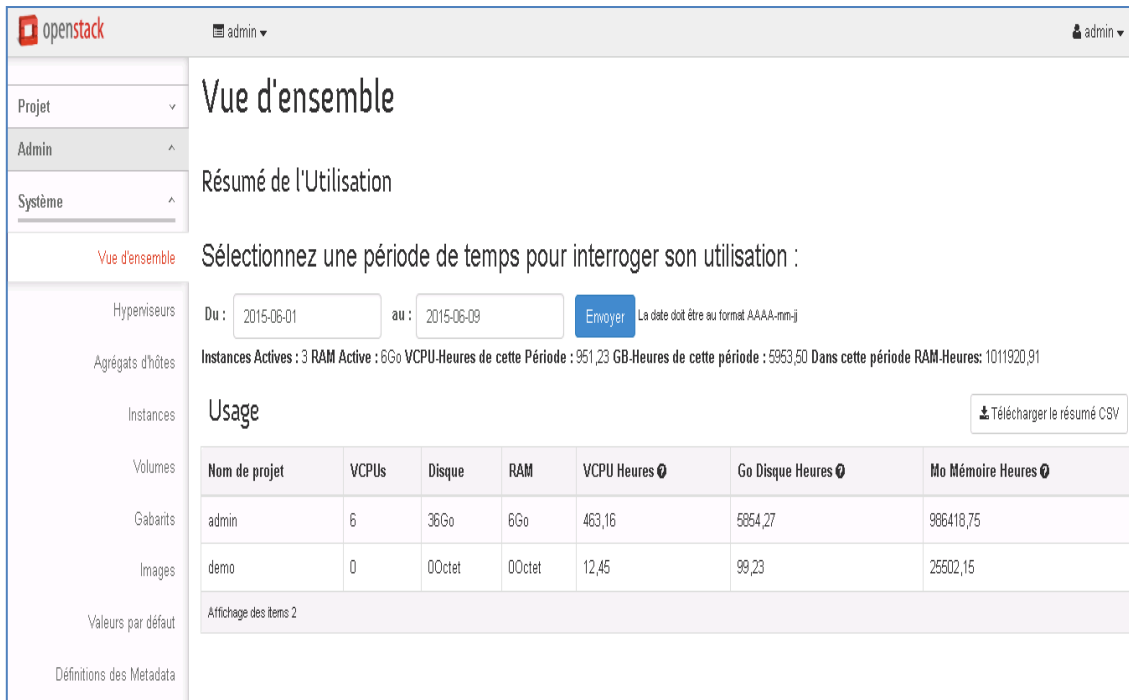 openstack
admin
admin
Projet
Admin
Système
Vue d'ensemble
Hyperviseurs
Agrégats d'hôtes
Instances
Volumes
Gabarits
Images
Valeurs par défaut
Définitions des Metadata
Vue d'ensemble
Résumé de l'Utilisation
Sélectionnez une période de temps pour interroger son utilisation :
Du : 2015-06-01 au : 2015-06-09 Envoyer La date doit être au format AAAA-mm-jj
Instances Actives : 3 RAM Active : 6Go VCPU-Heures de cette Période : 951,23 GB-Heures de cette période : 5953,50 Dans cette période RAM-Heures: 1011920,91
Usage
Télécharger le résumé CSV
Nom de projet VCPUs Disque RAM VCPU Heures Go Disque Heures Mo Mémoire Heures
admin 6 36Go 6Go 463,16 5854,27 986418,75
demo 0 0Octet 0Octet 12,45 99,23 25502,15
Affichage des items 2